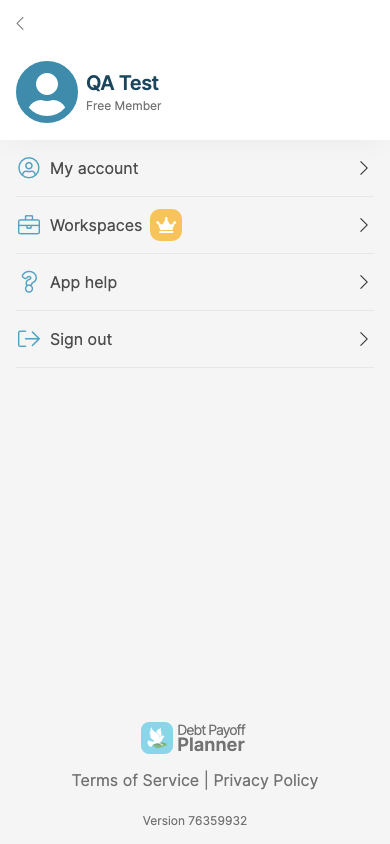 QA Test
Free Member
My account
Workspaces
App help
Sign out
Debt Payoff
Planner
Terms of Service | Privacy Policy
Version 76359932